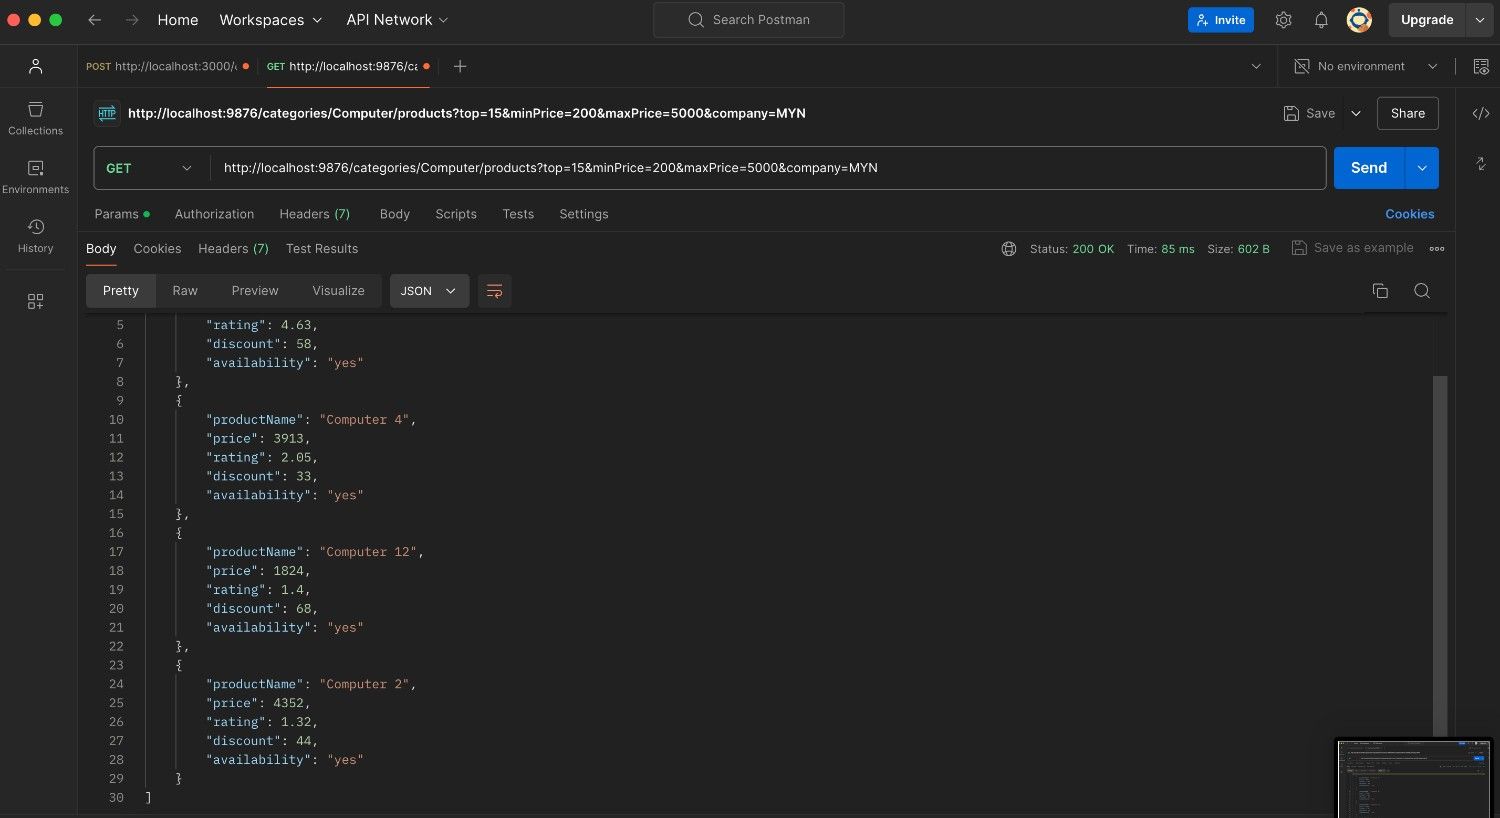 Home Workspaces API Network Search Postman Invite Upgrade
POST http://localhost:3000/ GET http://localhost:9876/ca No environment
HTTP http://localhost:9876/categories/Computer/products?top=15&minPrice=200&maxPrice=5000&company=MYN Save Share
Collections
GET http://localhost:9876/categories/Computer/products?top=15&minPrice=200&maxPrice=5000&company=MYN Send
Environments
Params Authorization Headers (7) Body Scripts Tests Settings Cookies
History
Body Cookies Headers (7) Test Results Status: 200 OK Time: 85 ms Size: 602 B Save as example
Pretty Raw Preview Visualize JSON
5 "rating": 4.63,
6 "discount": 58,
7 "availability": "yes"
8 },
9 {
10 "productName": "Computer 4",
11 "price": 3913,
12 "rating": 2.05,
13 "discount": 33,
14 "availability": "yes"
15 },
16 {
17 "productName": "Computer 12",
18 "price": 1824,
19 "rating": 1.4,
20 "discount": 68,
21 "availability": "yes"
22 },
23 {
24 "productName": "Computer 2",
25 "price": 4352,
26 "rating": 1.32,
27 "discount": 44,
28 "availability": "yes"
29 }
30 ]